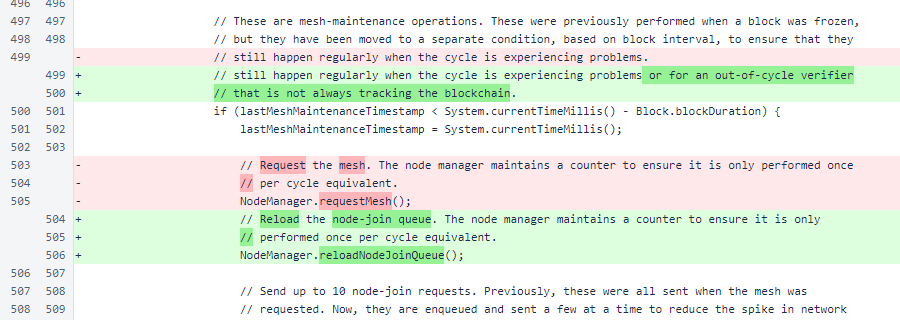 496 496
497 497 // These are mesh-maintenance operations. These were previously performed when a block was frozen,
498 498 // but they have been moved to a separate condition, based on block interval, to ensure that they
499 - // still happen regularly when the cycle is experiencing problems.
499 + // still happen regularly when the cycle is experiencing problems or for an out-of-cycle verifier
500 + // that is not always tracking the blockchain.
500 501 if (lastMeshMaintenanceTimestamp < System.currentTimeMillis() - Block.blockDuration) {
501 502 lastMeshMaintenanceTimestamp = System.currentTimeMillis();
502 503
503 - // Request the mesh. The node manager maintains a counter to ensure it is only performed once
504 - // per cycle equivalent.
505 - NodeManager.requestMesh();
504 + // Reload the node-join queue. The node manager maintains a counter to ensure it is only
505 + // performed once per cycle equivalent.
506 + NodeManager.reloadNodeJoinQueue();
506 507
507 508 // Send up to 10 node-join requests. Previously, these were all sent when the mesh was
508 509 // requested. Now, they are enqueued and sent a few at a time to reduce the spike in network